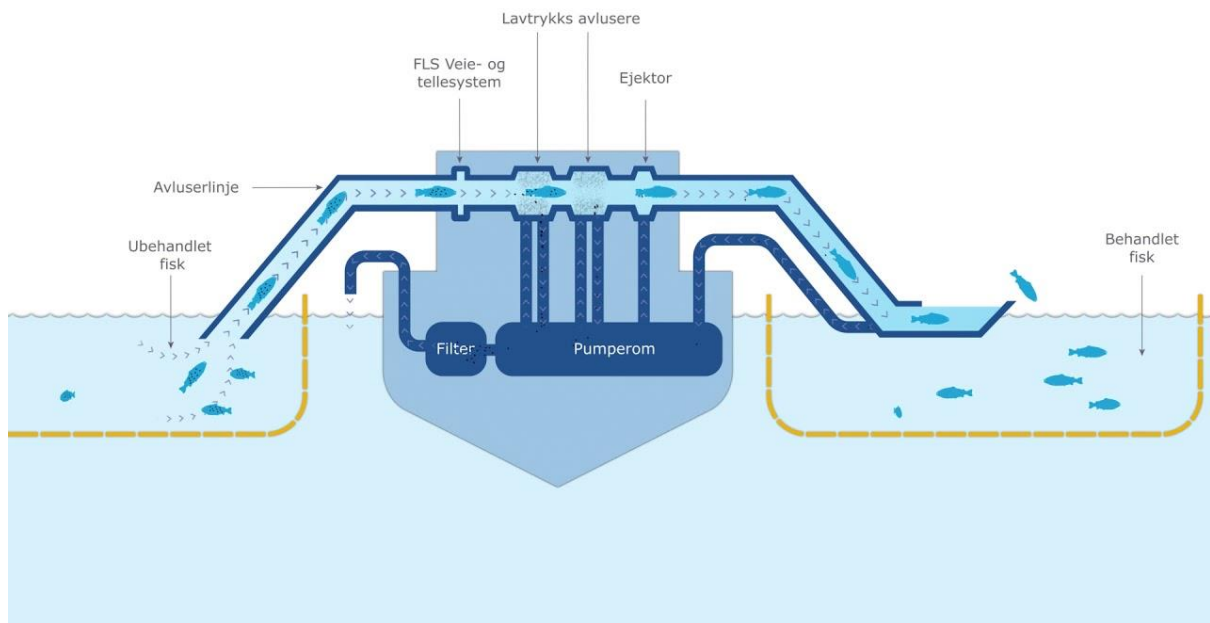 Lavtrykks avlusere
FLS Veie- og
tellesystem
Ejektor
Avluserlinje
Ubehandlet
fisk
Behandlet
fisk
Filter
Pumperom